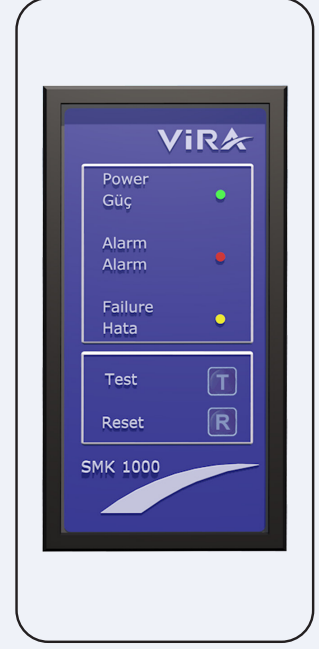 ViRA
Power
Güç
Alarm
Alarm
Failure
Hata
Test T
Reset R
SMK 1000